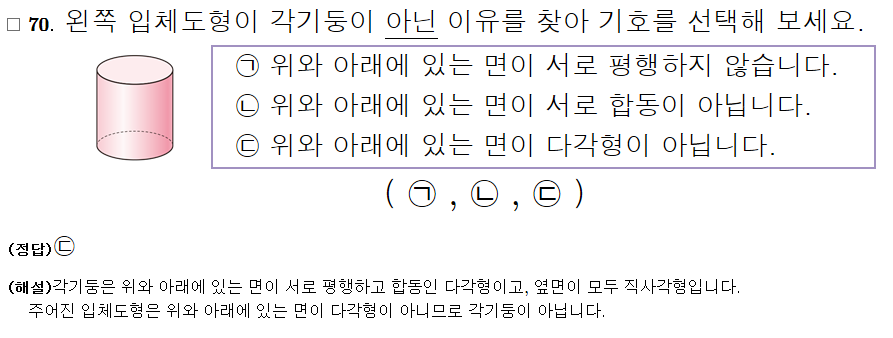 □ 70. 왼쪽 입체도형이 각기둥이 아닌 이유를 찾아 기호를 선택해 보세요.
㉠ 위와 아래에 있는 면이 서로 평행하지 않습니다.
㉡ 위와 아래에 있는 면이 서로 합동이 아닙니다.
㉢ 위와 아래에 있는 면이 다각형이 아닙니다.
( ㉠ , ㉡ , ㉢ )
(정답)㉢
(해설)각기둥은 위와 아래에 있는 면이 서로 평행하고 합동인 다각형이고, 옆면이 모두 직사각형입니다.
주어진 입체도형은 위와 아래에 있는 면이 다각형이 아니므로 각기둥이 아닙니다.